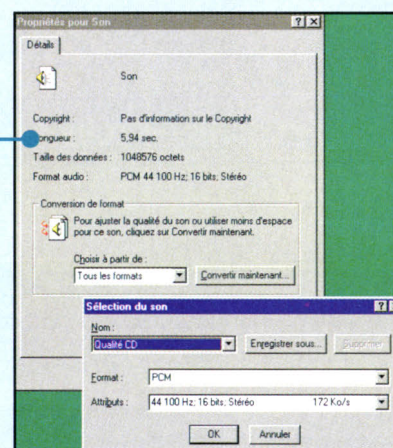 Propriétés pour Son
Détails
Son
Copyright : Pas d'information sur le Copyright
ongueur : 5,94 sec.
Taille des données : 1048576 octets
Format audio : PCM 44 100 Hz; 16 bits; Stéréo
Conversion de format
Pour ajuster la qualité du son ou utiliser moins d'espace
pour ce son, cliquez sur Convertir maintenant.
Choisir à partir de :
Tous les formats Convertir maintenant...
Sélection du son
Nom :
Qualité CD Enregistrer sous... Supprimer
Format : PCM
Attributs : 44 100 Hz; 16 bits; Stéréo 172 Ko/s
OK Annuler